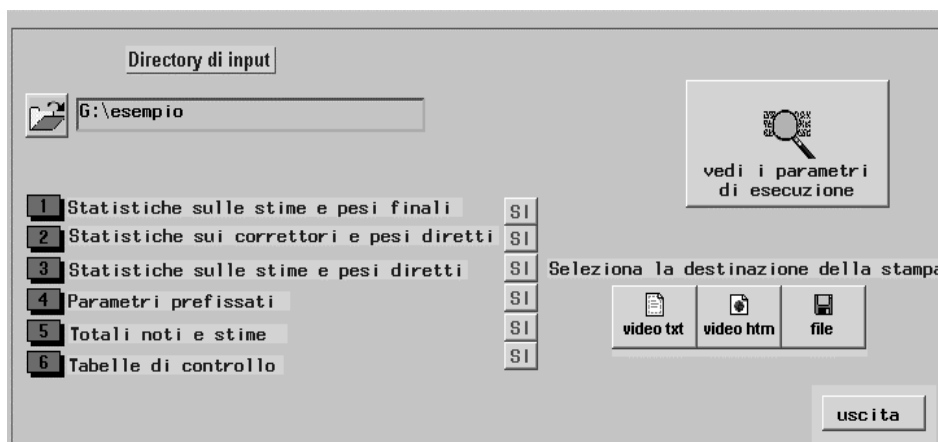 Directory di input
G:\esempio
vedi i parametri
di esecuzione
1 Statistiche sulle stime e pesi finali SI
2 Statistiche sui correttori e pesi diretti SI
3 Statistiche sulle stime e pesi diretti SI
Seleziona la destinazione della stampa
4 Parametri prefissati SI
video txt video htm file
5 Totali noti e stime SI
6 Tabelle di controllo SI
uscita